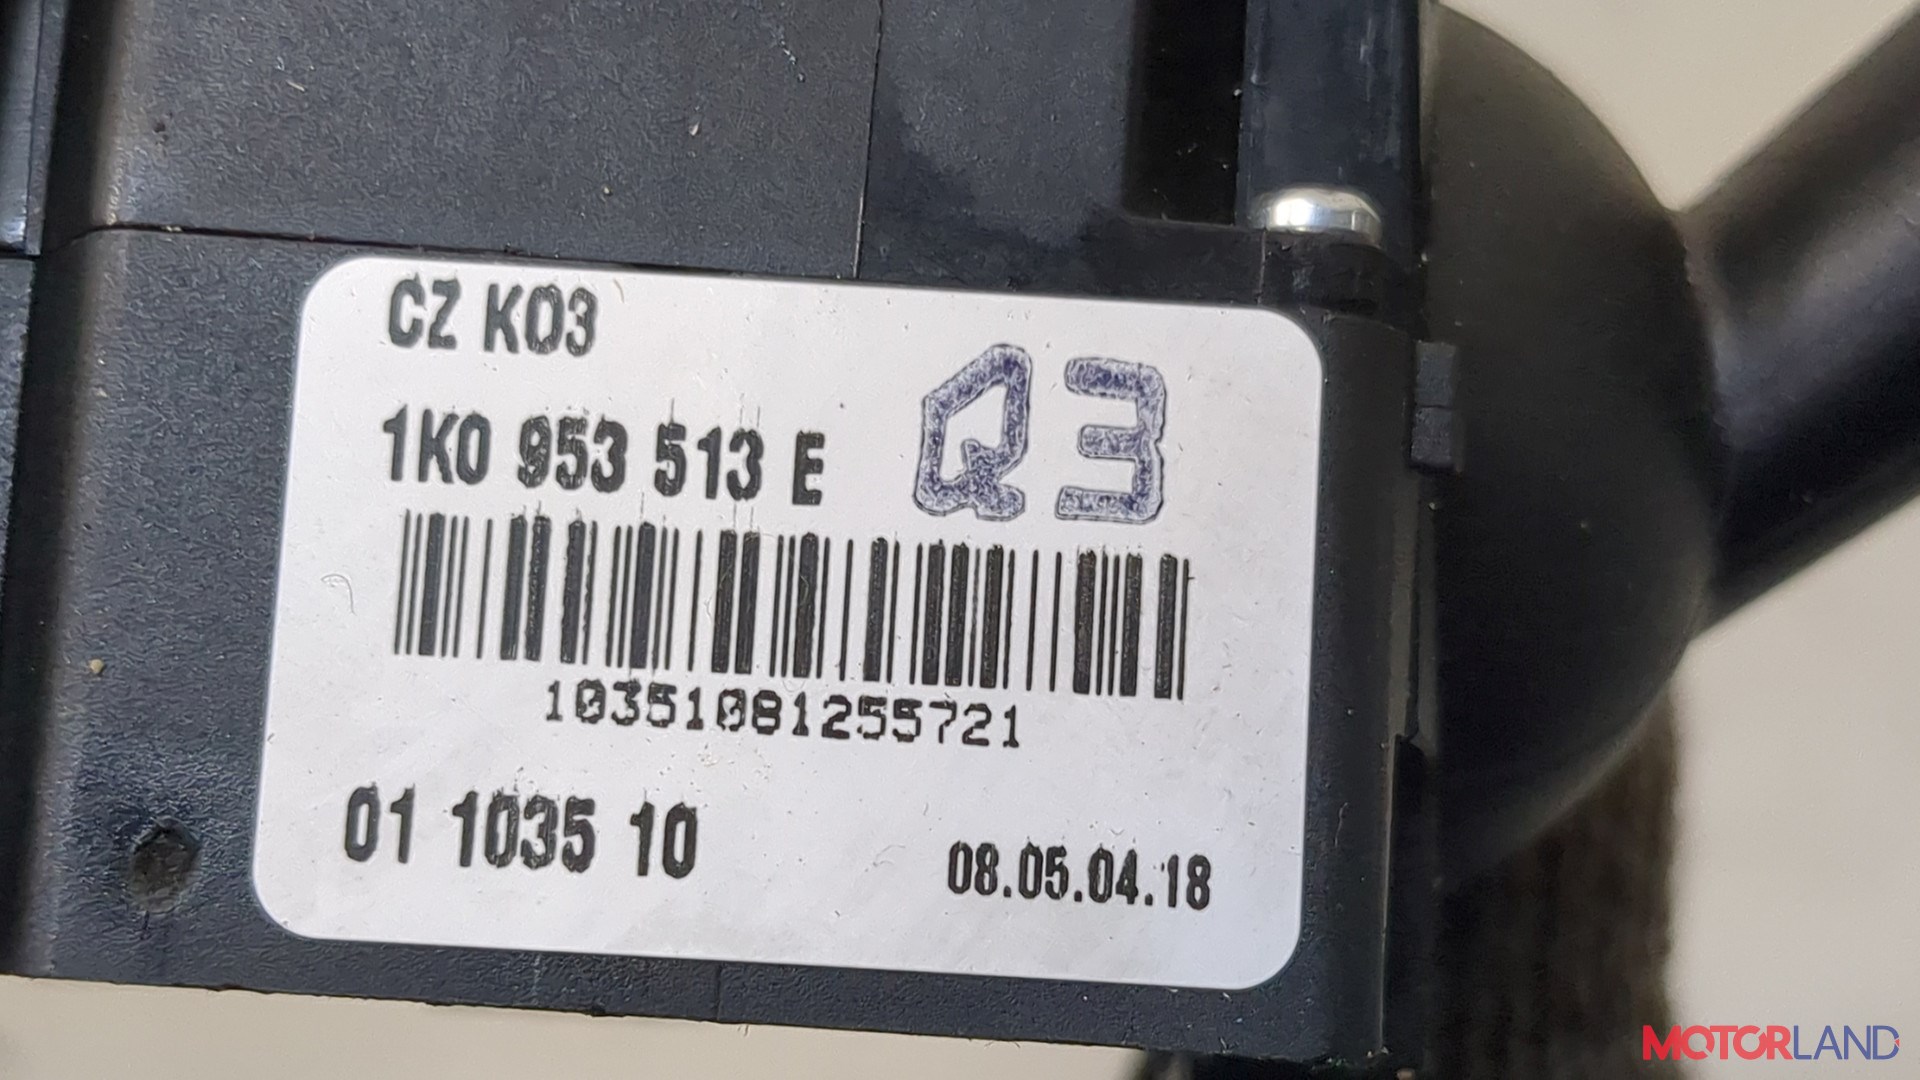 CZ K03
1K0 953 513 E
Q3
10351081255721
01 1035 10
08.05.04.18
MOTORLAND